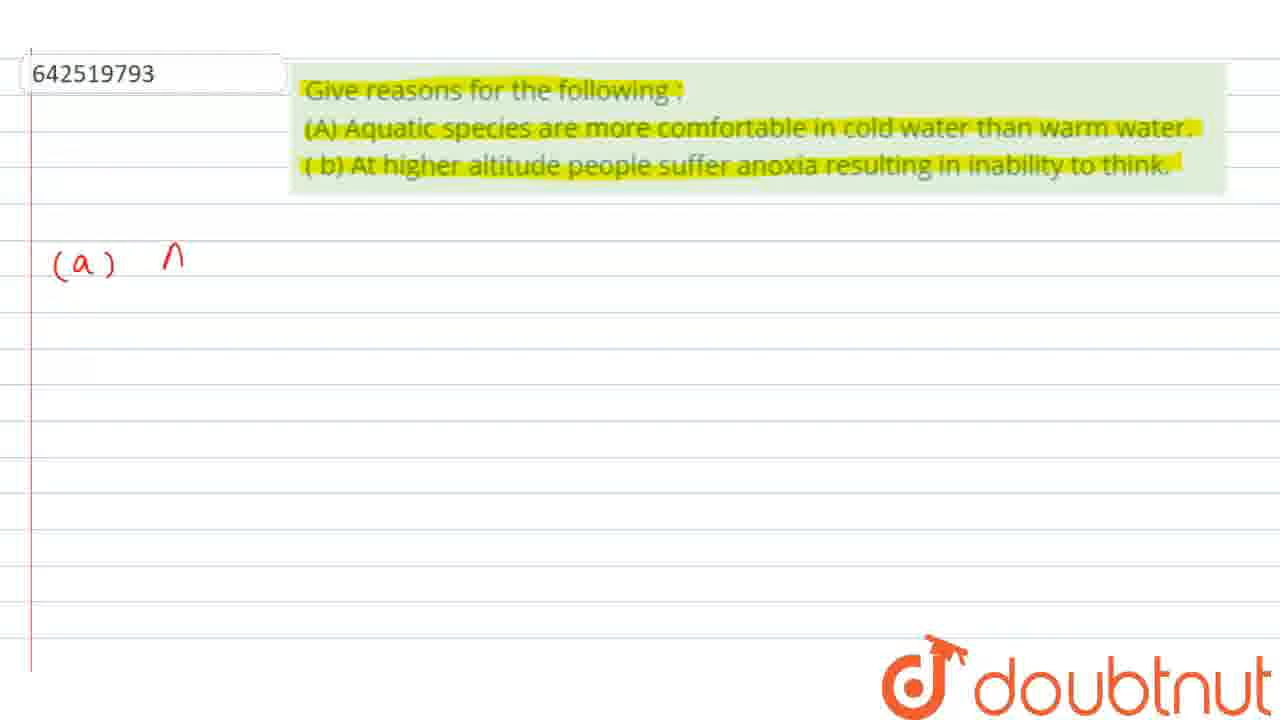 642519793
Give reasons for the following :
(A) Aquatic species are more comfortable in cold water than warm water.
( b) At higher altitude people suffer anoxia resulting in inability to think.
(a)
doubtnut